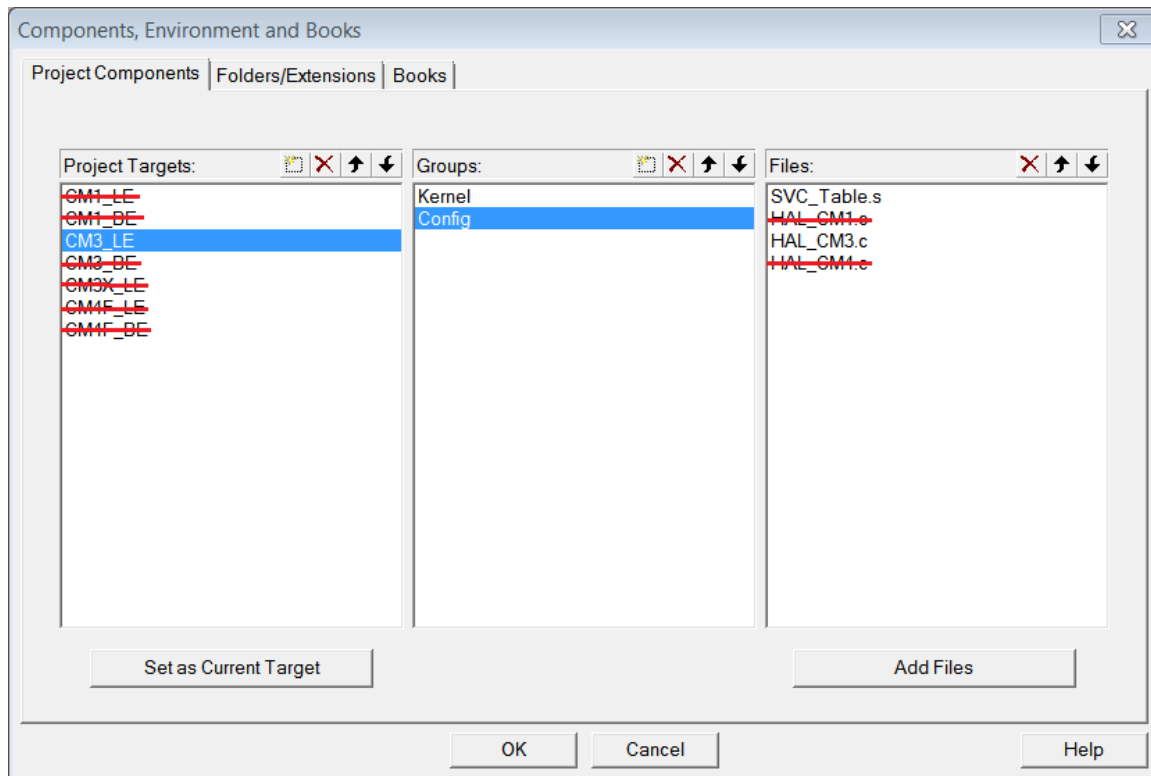 Components, Environment and Books
Project Components
Folders/Extensions
Books
Project Targets:
CM1_LE
CM1_BE
CM3_LE
CM3_BE
CM3X_LE
CM4F_LE
CM4F_BE
Groups:
Kernel
Config
Files:
SVC_Table.s
HAL_CM1.c
HAL_CM3.c
HAL_CM4.c
Set as Current Target
Add Files
OK
Cancel
Help